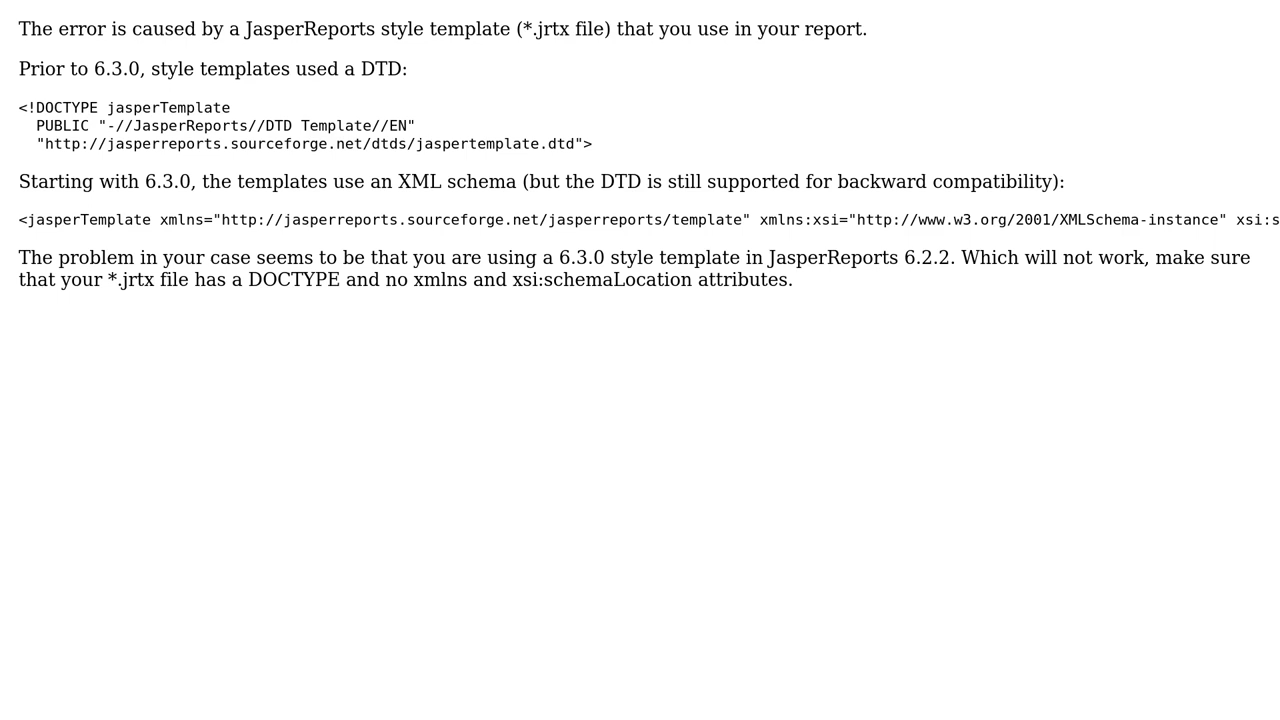 The error is caused by a JasperReports style template (*.jrtx file) that you use in your report.
Prior to 6.3.0, style templates used a DTD:
<!DOCTYPE jasperTemplate
  PUBLIC "-//JasperReports//DTD Template//EN"
  "http://jasperreports.sourceforge.net/dtds/jaspertemplate.dtd">
Starting with 6.3.0, the templates use an XML schema (but the DTD is still supported for backward compatibility):
<jasperTemplate xmlns="http://jasperreports.sourceforge.net/jasperreports/template" xmlns:xsi="http://www.w3.org/2001/XMLSchema-instance" xsi:s
The problem in your case seems to be that you are using a 6.3.0 style template in JasperReports 6.2.2. Which will not work, make sure
that your *.jrtx file has a DOCTYPE and no xmlns and xsi:schemaLocation attributes.